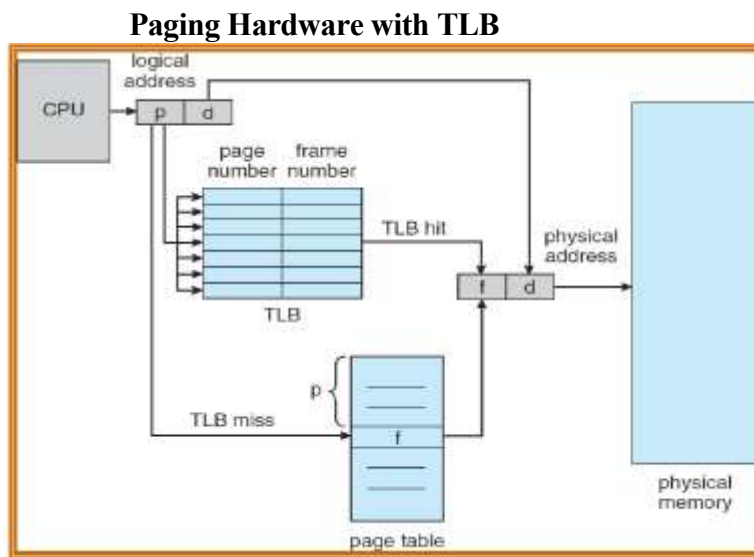 Paging Hardware with TLB
logical
address
CPU
p d
page frame
number number
TLB hit
physical
address
f d
TLB
p
TLB miss
f
physical
memory
page table